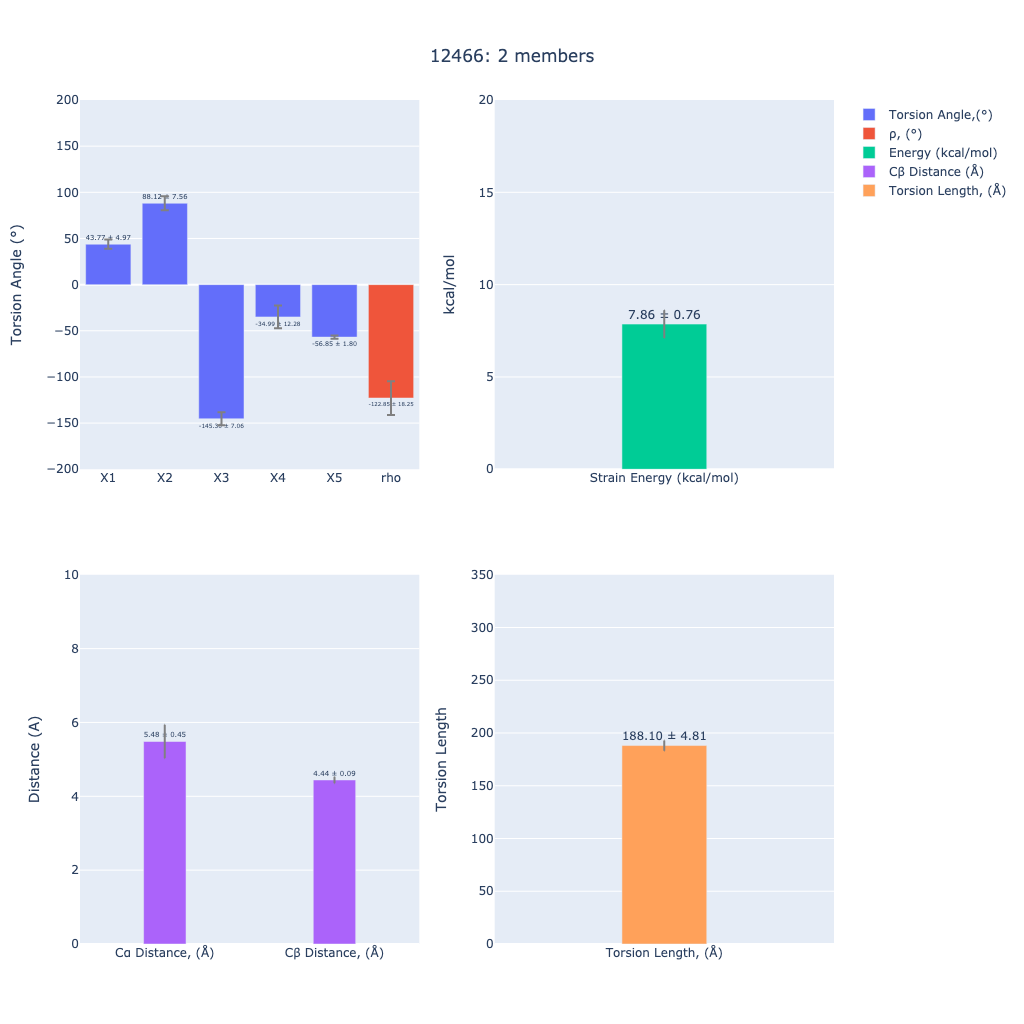 12466: 2 members
Torsion Angle (°)
200
150
100
50
0
−50
−100
−150
−200
43.77 ± 4.97
88.12 ± 7.56
-34.99 ± 12.28
-56.85 ± 1.80
-122.85 ± 18.25
-145.36 ± 7.06
X1 X2 X3 X4 X5 rho
kcal/mol
20
15
10
5
0
7.86 ± 0.76
Strain Energy (kcal/mol)
Torsion Angle,(°)
ρ, (°)
Energy (kcal/mol)
Cβ Distance (Å)
Torsion Length, (Å)
Distance (A)
10
8
6
4
2
0
5.48 ± 0.45
4.44 ± 0.09
Cα Distance, (Å) Cβ Distance, (Å)
Torsion Length
350
300
250
200
150
100
50
0
188.10 ± 4.81
Torsion Length, (Å)